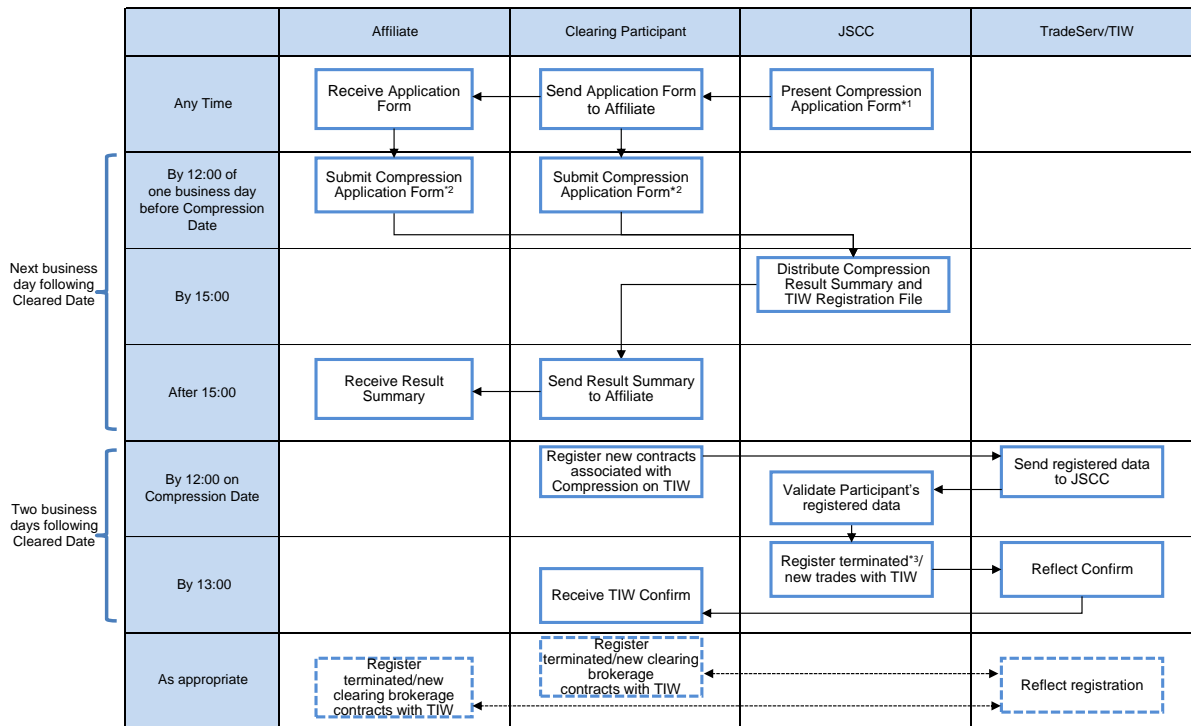 Affiliate
Clearing Participant
JSCC
TradeServ/TIW
Any Time
Receive Application
Form
Send Application Form
to Affiliate
Present Compression
Application Form*1
Next business
day following
Cleared Date
By 12:00 of
one business day
before Compression
Date
Submit Compression
Application Form*2
Submit Compression
Application Form*2
By 15:00
Distribute Compression
Result Summary and
TIW Registration File
After 15:00
Receive Result
Summary
Send Result Summary
to Affiliate
Two business
days following
Cleared Date
By 12:00 on
Compression Date
Register new contracts
associated with
Compression on TIW
Validate Participant's
registered data
Send registered data
to JSCC
By 13:00
Receive TIW Confirm
Register terminated*3/
new trades with TIW
Reflect Confirm
As appropriate
Register
terminated/new
clearing brokerage
contracts with TIW
Register
terminated/new clearing
brokerage
contracts with TIW
Reflect registration